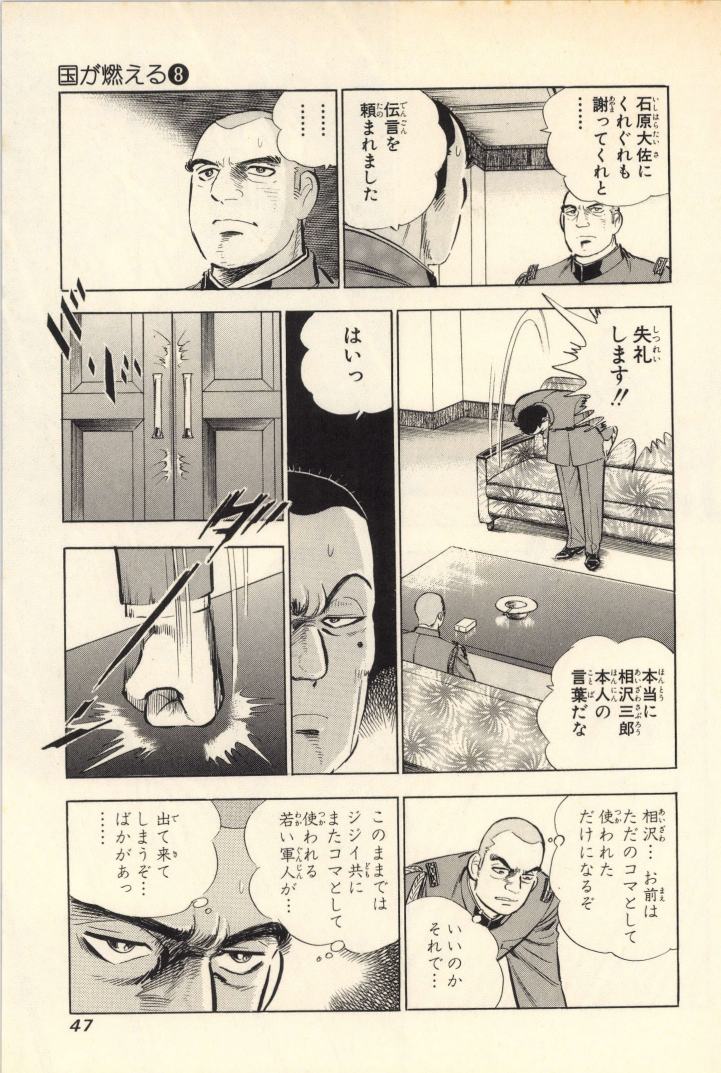 国が燃える❽
石原大佐に
くれぐれも
謝ってくれと
……
伝言を
頼まれました
……
……
失礼
します!!
本当に
相沢三郎
本人の
言葉だな
はいっ
ガッ
ダン
相沢…お前は
ただのコマとして
使われた
だけになるぞ
いいのか
それで…
このままでは
ジジイ共に
またコマとして
使われる
若い軍人が…
出て来て
しまうぞ…
ばかがあっ
……
47